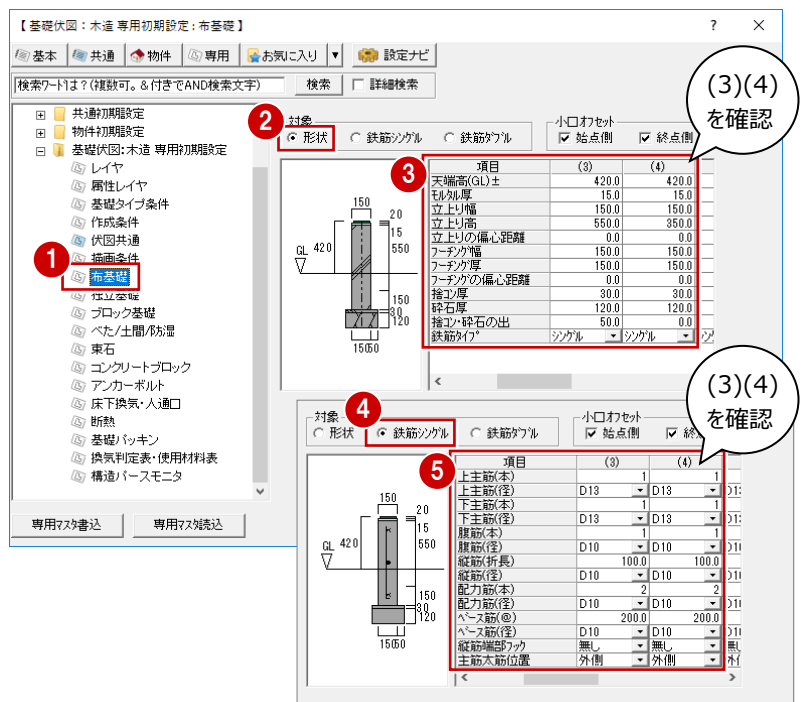 【基礎伏図：木造 専用初期設定：布基礎】 ? ×
基本 共通 物件 専用 お気に入り ▼ 設定ナビ
検索ワードは？(複数可。＆付きでAND検索文字) 検索 詳細検索
共通初期設定
物件初期設定
基礎伏図：木造 専用初期設定
レイヤ
属性レイヤ
基礎タイプ条件
作成条件
伏図共通
描画条件
1
布基礎
独立基礎
ブロック基礎
べた/土間/防湿
束石
コンクリートブロック
アンカーボルト
床下換気・人通口
断熱
基礎パッキン
換気判定表・使用材料表
構造パースモニタ
専用マスタ書込 専用マスタ読込
2
対象
形状 鉄筋シングル 鉄筋ダブル
小口オフセット
始点側 終点側
(3)(4)
を確認
150
20
15
GL 420 550
150
30
120
15050
3
項目 (3) (4)
天端高(GL)± 420.0 420.0
モルタル厚 15.0 15.0
立上り幅 150.0 150.0
立上り高 550.0 350.0
立上りの偏心距離 0.0 0.0
フーチング幅 150.0 150.0
フーチング厚 150.0 150.0
フーチングの偏心距離 0.0 0.0
捨コン厚 30.0 30.0
砕石厚 120.0 120.0
捨コン・砕石の出 50.0 0.0
鉄筋タイプ シングル シングル
4
対象
形状 鉄筋シングル 鉄筋ダブル
小口オフセット
始点側
(3)(4)
を確認
150
20
15
GL 420 550
150
30
120
15050
5
項目 (3) (4)
上主筋(本) 1 1
上主筋(径) D13 D13
下主筋(本) 1 1
下主筋(径) D13 D13
腹筋(本) 1 1
腹筋(径) D10 D10
縦筋(折長) 100.0 100.0
縦筋(径) D10 D10
配力筋(本) 2 2
配力筋(径) D10 D10
ベース筋(@) 200.0 200.0
ベース筋(径) D10 D10
縦筋端部フック 無し 無し
主筋太筋位置 外側 外側